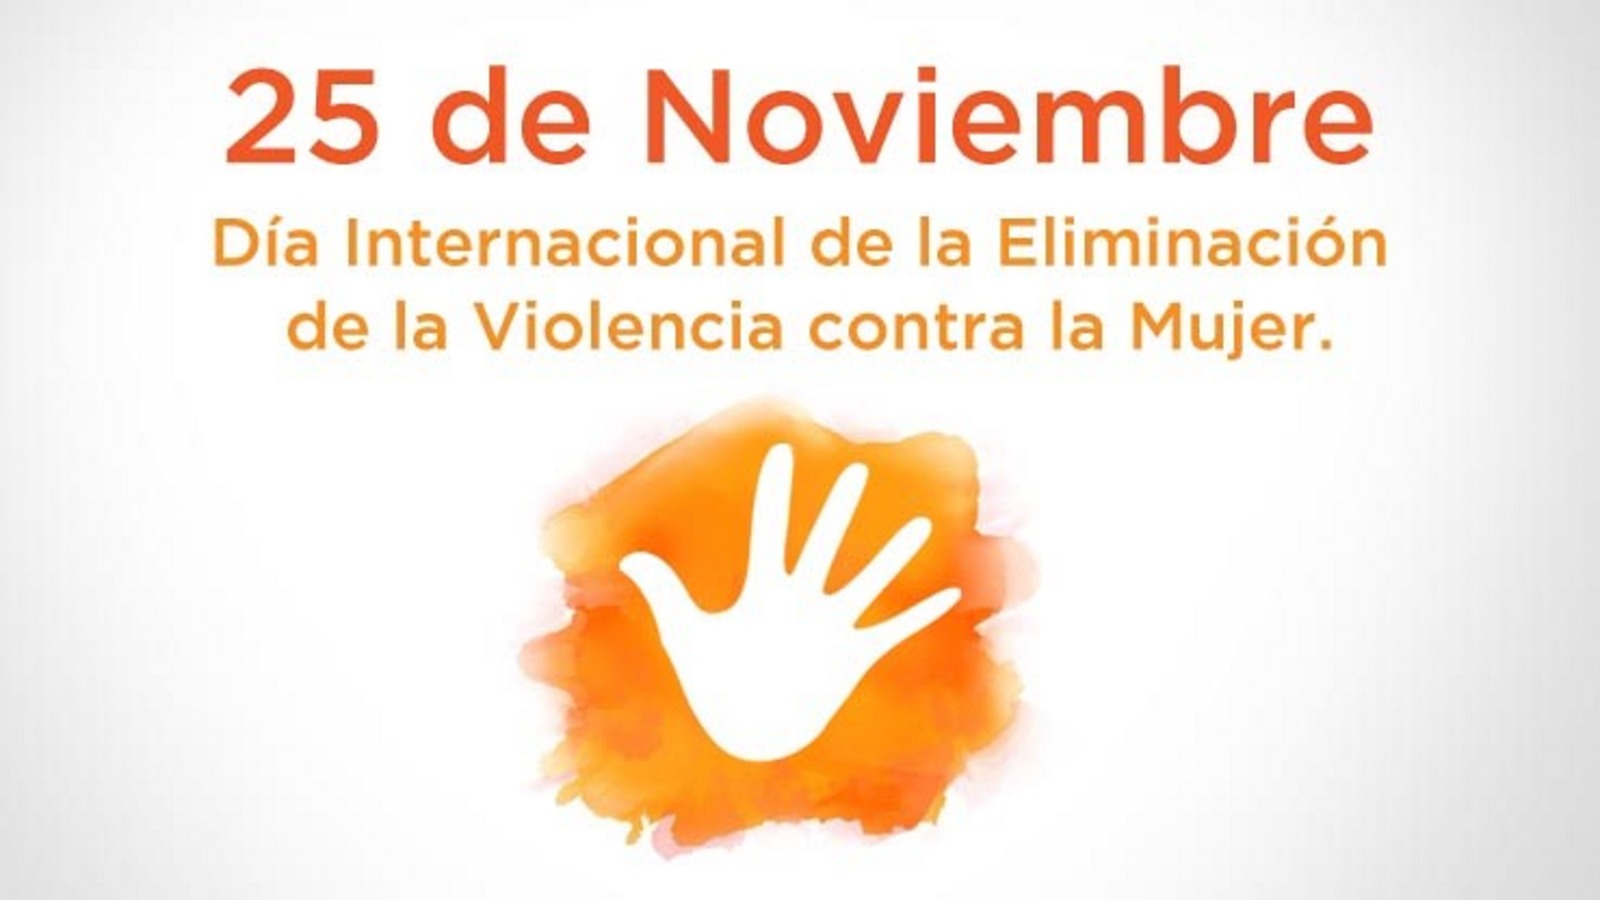 25 de Noviembre
Día Internacional de la Eliminación
de la Violencia contra la Mujer.